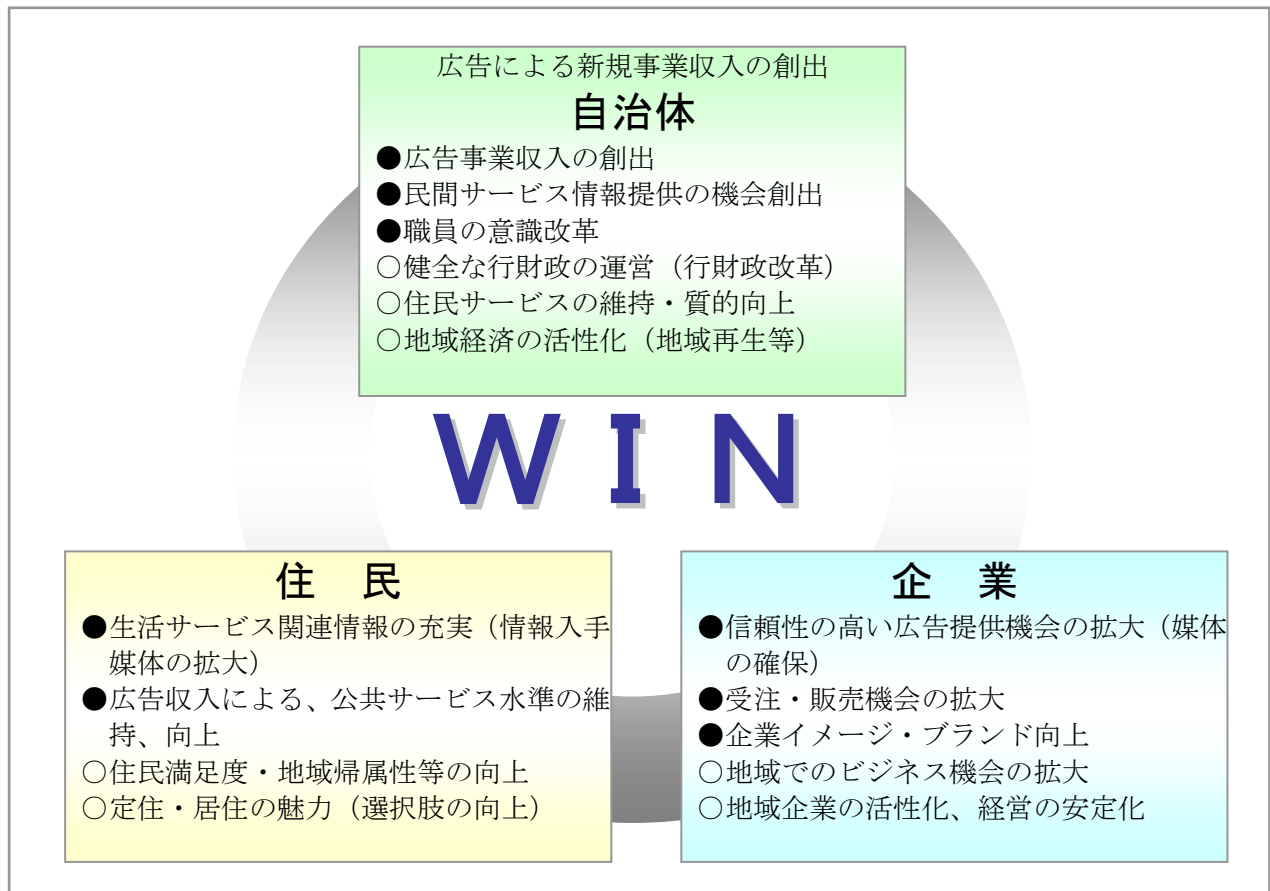 広告による新規事業収入の創出
自治体
●広告事業収入の創出
●民間サービス情報提供の機会創出
●職員の意識改革
○健全な行財政の運営（行財政改革）
○住民サービスの維持・質的向上
○地域経済の活性化（地域再生等）
ＷＩＮ
住　民
●生活サービス関連情報の充実（情報入手
媒体の拡大）
●広告収入による、公共サービス水準の維
持、向上
○住民満足度・地域帰属性等の向上
○定住・居住の魅力（選択肢の向上）
企　業
●信頼性の高い広告提供機会の拡大（媒体
の確保）
●受注・販売機会の拡大
●企業イメージ・ブランド向上
○地域でのビジネス機会の拡大
○地域企業の活性化、経営の安定化